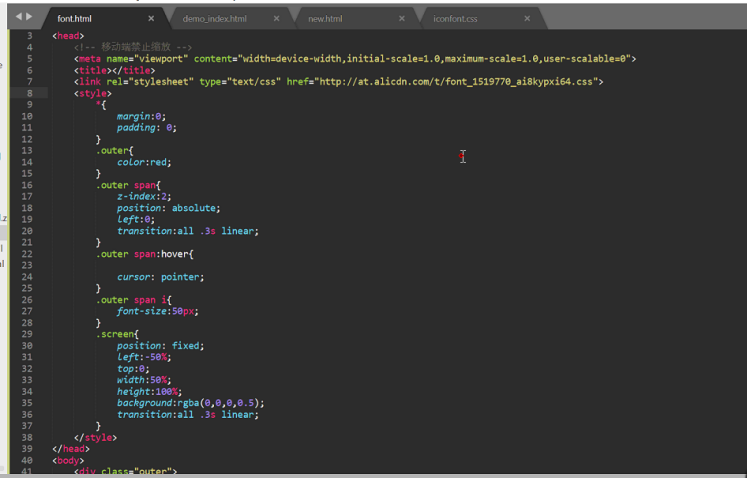 font.html × demo_index.html × new.html × iconfont.css ×
3 <head>
4 <!-- 移动端禁止缩放 -->
5 <meta name="viewport" content="width=device-width,initial-scale=1.0,maximum-scale=1.0,user-scalable=0">
6 <title></title>
7 <link rel="stylesheet" type="text/css" href="http://at.alicdn.com/t/font_1519770_ai8kypxi64.css">
8 <style>
9 *{
10 margin:0;
11 padding: 0;
12 }
13 .outer{
14 color:red;
15 }
16 .outer span{
17 z-index:2;
18 position: absolute;
19 left:0;
20 transition:all .3s linear;
21 }
22 .outer span:hover{
23
24 cursor: pointer;
25 }
26 .outer span i{
27 font-size:50px;
28 }
29 .screen{
30 position: fixed;
31 left:-50%;
32 top:0;
33 width:50%;
34 height:100%;
35 background:rgba(0,0,0,0.5);
36 transition:all .3s linear;
37 }
38 </style>
39 </head>
40 <body>
41 <div class="outer">